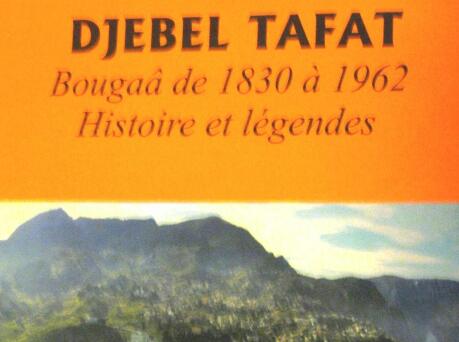 DJEBEL TAFAT
Bougaâ de 1830 à 1962
Histoire et légendes